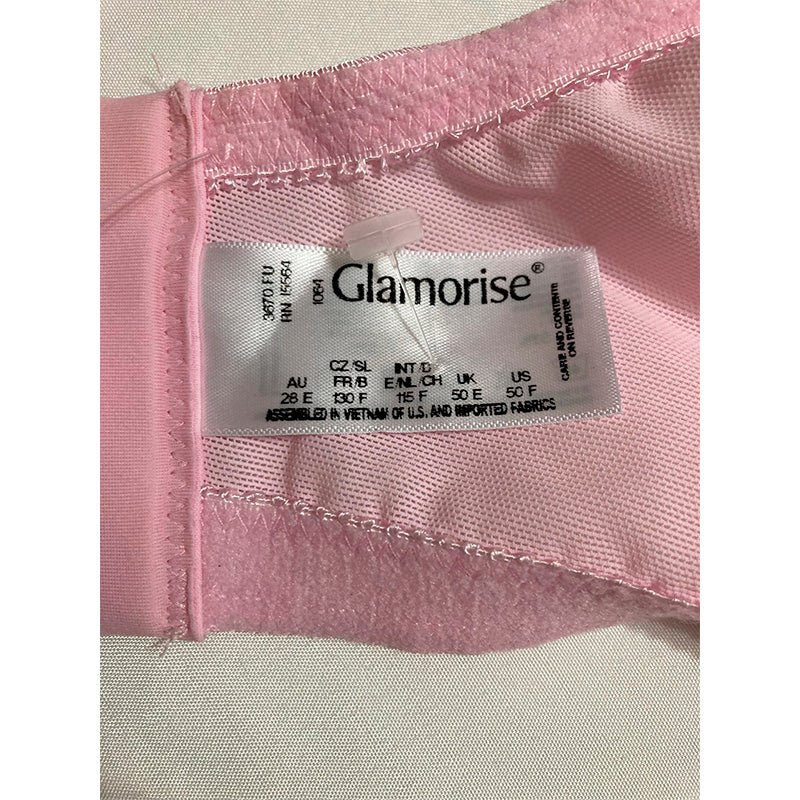 3670.FU
RN 15564
1064
Glamorise®
CARE AND CONTENT
ON REVERSE
CZ/SL INT/D
AU FR/B E/NL/CH UK US
28 E 130 F 115 F 50 E 50 F
ASSEMBLED IN VIETNAM OF U.S. AND IMPORTED FABRICS